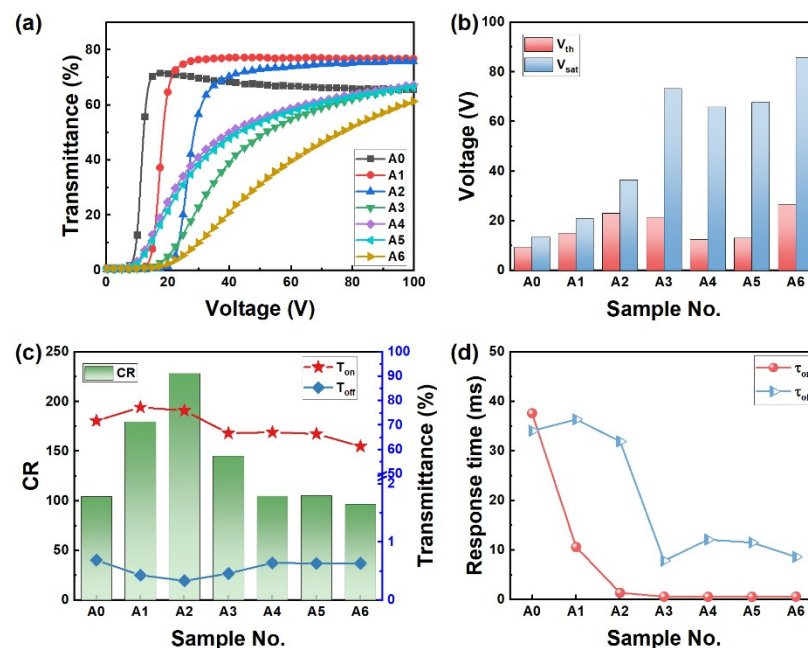 (a)
Transmittance (%)
100
80
60
40
20
0
A0
A1
A2
A3
A4
A5
A6
0 20 40 60 80 100
Voltage (V)
(b)
Voltage (V)
100
80
60
40
20
0
V_th
V_sat
A0 A1 A2 A3 A4 A5 A6
Sample No.
(c)
CR
250
200
150
100
50
0
CR
T_on
T_off
100
90
80
70
60
50
2
1
0
Transmittance (%)
A0 A1 A2 A3 A4 A5 A6
Sample No.
(d)
Response time (ms)
50
40
30
20
10
0
A0 A1 A2 A3 A4 A5 A6
Sample No.